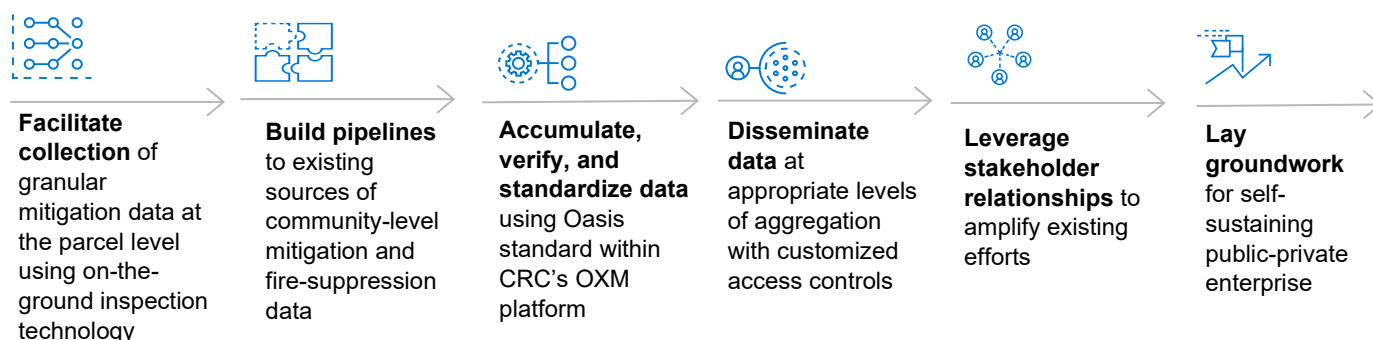 Facilitate
collection of
granular
mitigation data at
the parcel level
using on-the-
ground inspection
technology
Build pipelines
to existing
sources of
community-level
mitigation and
fire-suppression
data
Accumulate,
verify, and
standardize data
using Oasis
standard within
CRC's OXM
platform
Disseminate
data at
appropriate levels
of aggregation
with customized
access controls
Leverage
stakeholder
relationships to
amplify existing
efforts
Lay
groundwork
for self-
sustaining
public-private
enterprise